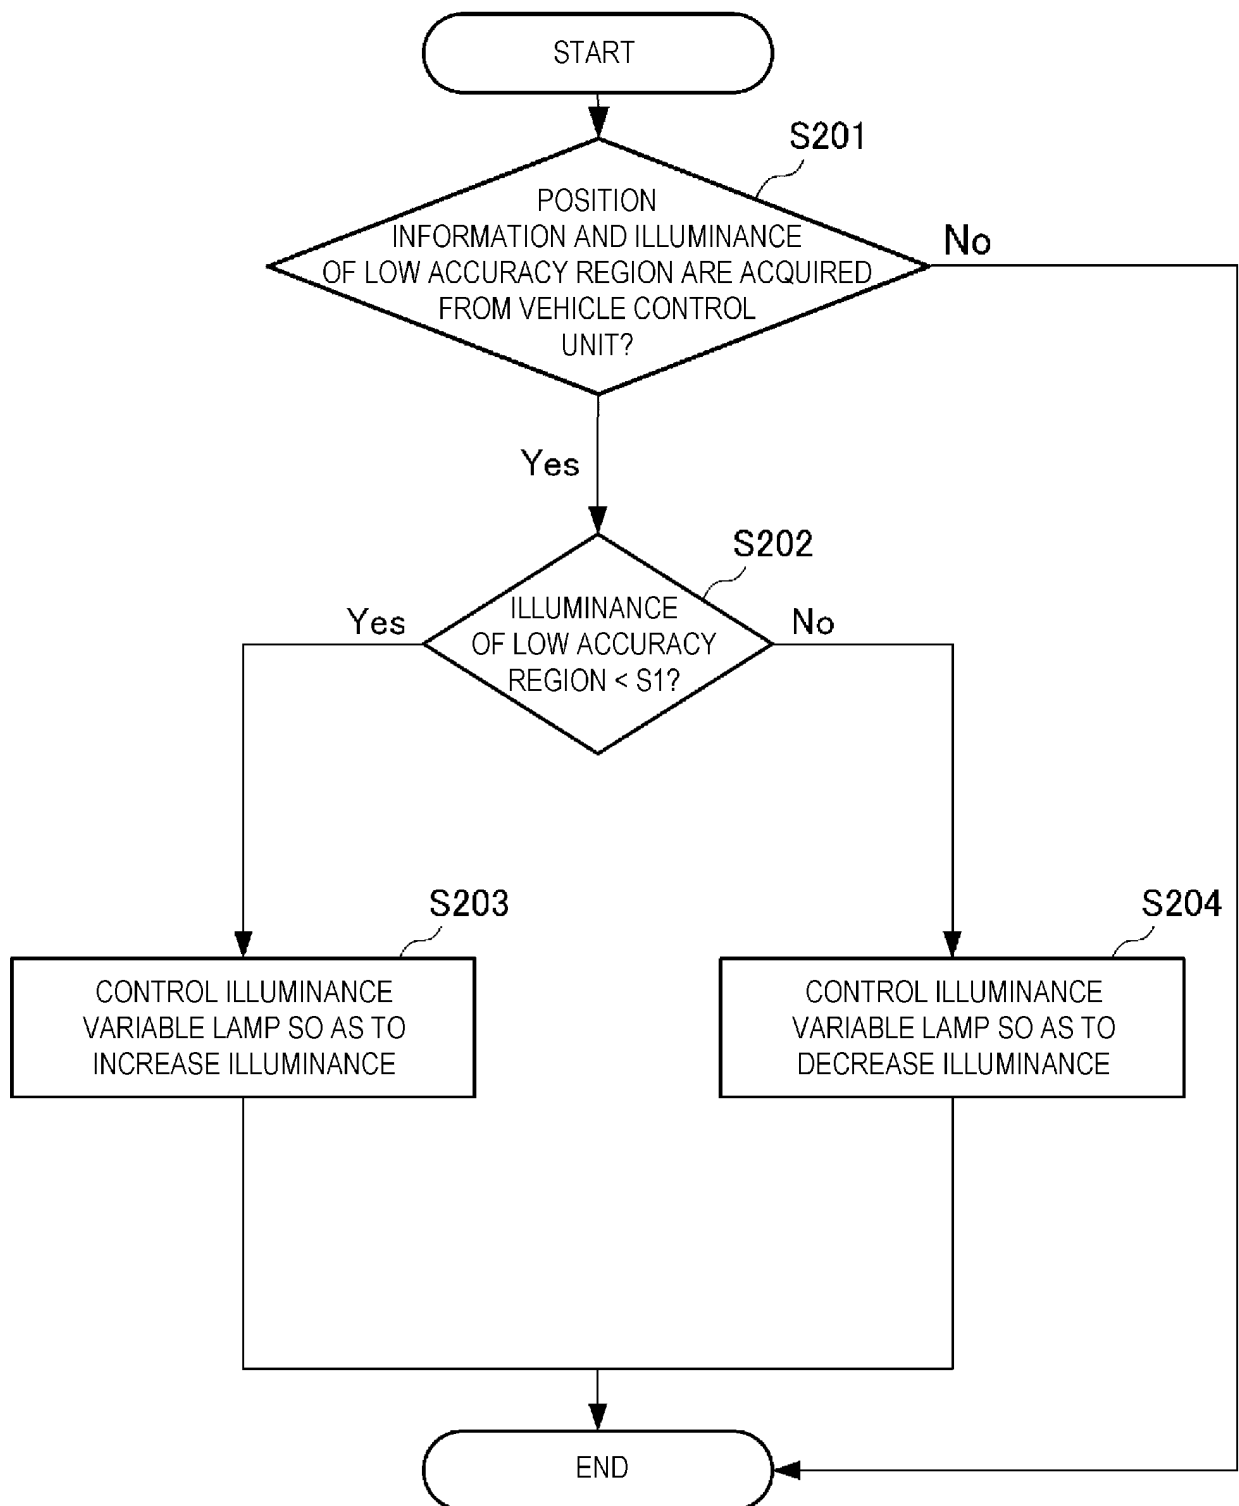 START
S201
POSITION
INFORMATION AND ILLUMINANCE
OF LOW ACCURACY REGION ARE ACQUIRED
FROM VEHICLE CONTROL
UNIT?
No
Yes
S202
ILLUMINANCE
OF LOW ACCURACY
REGION < S1?
Yes
No
S203
CONTROL ILLUMINANCE
VARIABLE LAMP SO AS TO
INCREASE ILLUMINANCE
S204
CONTROL ILLUMINANCE
VARIABLE LAMP SO AS TO
DECREASE ILLUMINANCE
END